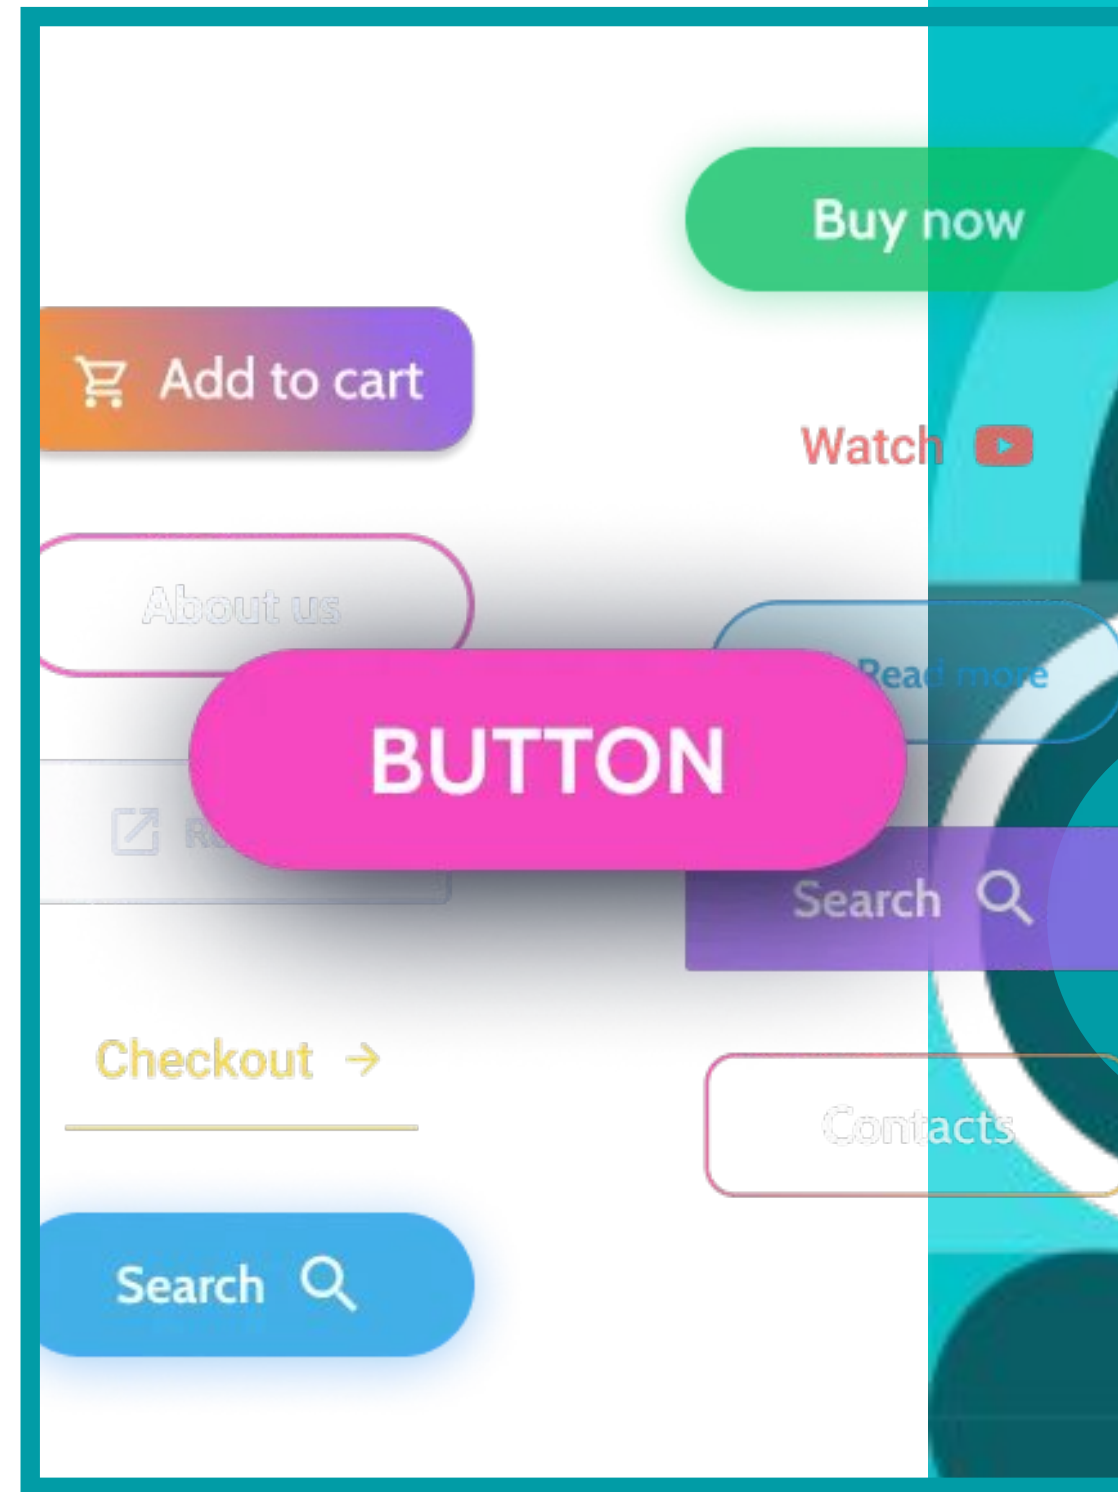 Buy now
Add to cart
Watch
About us
Read more
BUTTON
Search
Checkout
Contacts
Search